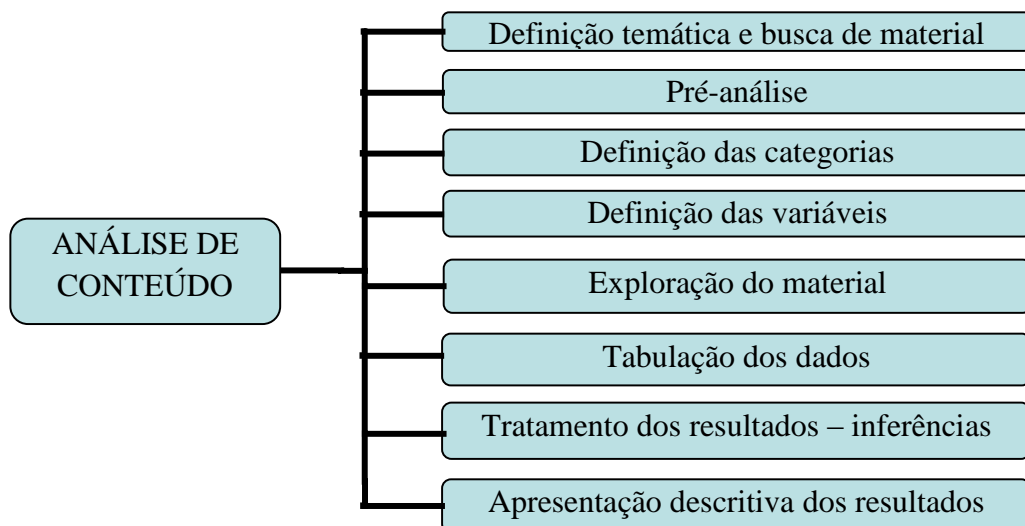 Definição temática e busca de material
Pré-análise
Definição das categorias
Definição das variáveis
ANÁLISE DE
CONTEÚDO
Exploração do material
Tabulação dos dados
Tratamento dos resultados – inferências
Apresentação descritiva dos resultados